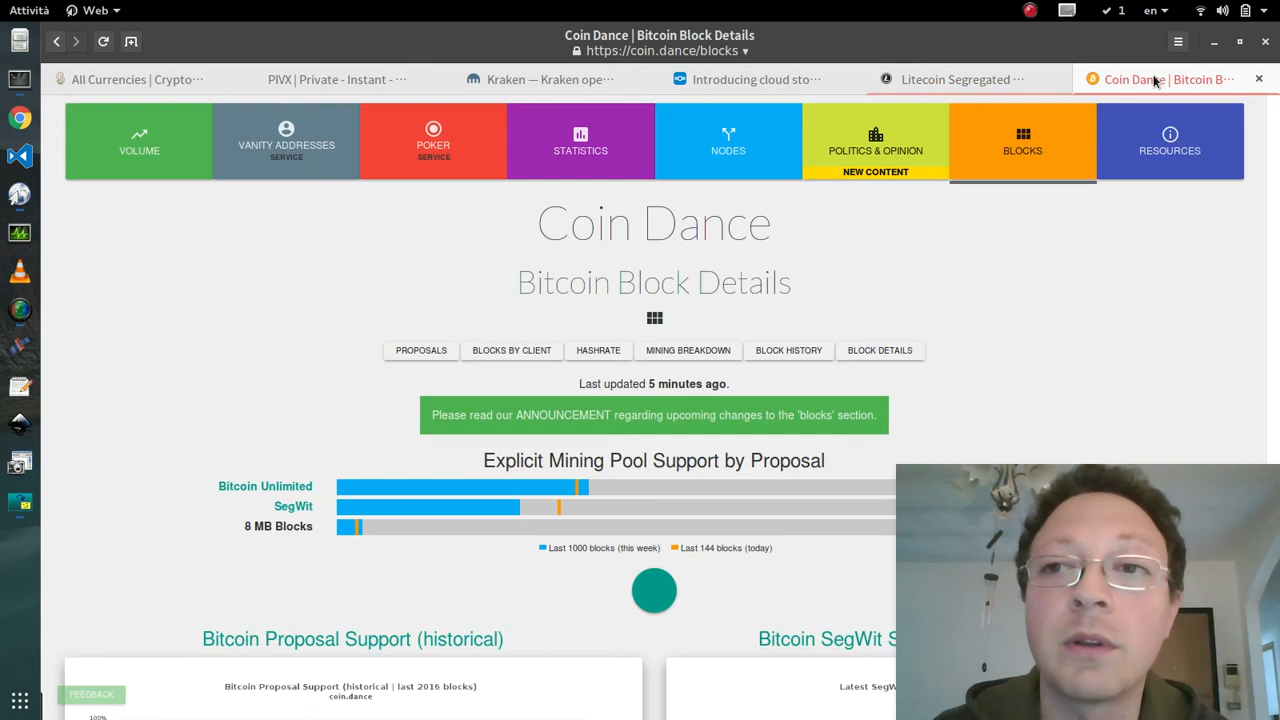 Attività
Web
1
en
Coin Dance | Bitcoin Block Details
https://coin.dance/blocks
All Currencies | Crypto···
PIVX | Private - Instant - ···
Kraken — Kraken ope···
Introducing cloud sto···
Litecoin Segregated ···
Coin Dance | Bitcoin B···
VOLUME
VANITY ADDRESSES
SERVICE
POKER
SERVICE
STATISTICS
NODES
POLITICS & OPINION
NEW CONTENT
BLOCKS
RESOURCES
Coin Dance
Bitcoin Block Details
PROPOSALS
BLOCKS BY CLIENT
HASHRATE
MINING BREAKDOWN
BLOCK HISTORY
BLOCK DETAILS
Last updated 5 minutes ago.
Please read our ANNOUNCEMENT regarding upcoming changes to the 'blocks' section.
Explicit Mining Pool Support by Proposal
Bitcoin Unlimited
SegWit
8 MB Blocks
Last 1000 blocks (this week)
Last 144 blocks (today)
Bitcoin Proposal Support (historical)
Bitcoin SegWit S
Bitcoin Proposal Support (historical | last 2016 blocks)
coin.dance
Latest SegW
FEEDBACK
100%